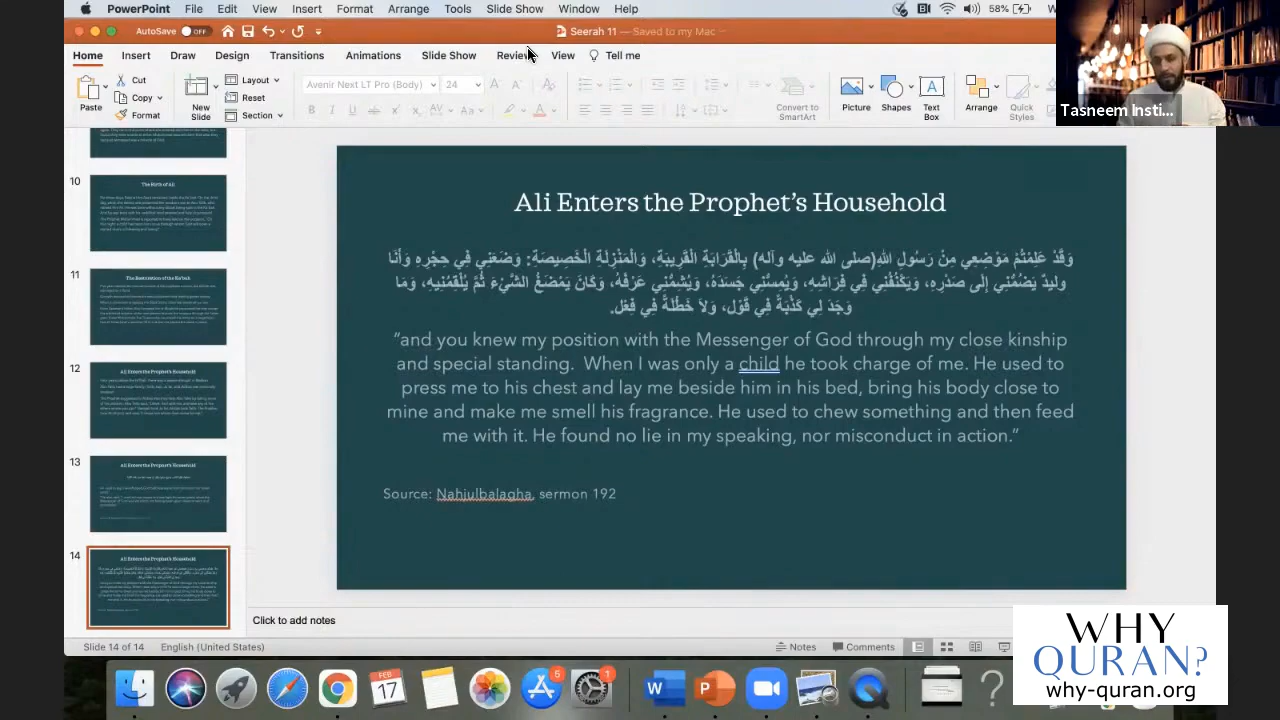 PowerPoint File Edit View Insert Format Arrange Tools Slide Show Window Help 58%
AutoSave OFF Seerah 11 — Saved to my Mac
Home Insert Draw Design Transitions Animations Slide Show Review View Tell me
Paste Cut Copy Format New Slide Layout Reset Section Avenir Next LT Pro (Body) 24 Convert to SmartArt Picture Shapes Text Box Arrange Quick Styles
Tasneem Insti...
10
The Birth of Ali
11
The Restoration of the Ka'bah
12
Ali Enters the Prophet's Household
13
Ali Enters the Prophet's Household
14
Ali Enters the Prophet's Household
Ali Enters the Prophet's Household
وَقَدْ عَلِمْتُمْ مَوْضِعِي مِنْ رَسُولِ الله(صلى الله عليه وآله) بِالْقَرَابَةِ الْقَرِيبَةِ، وَالْمَنْزِلَةِ الْخَصِيصَةِ: وَضَعَنِي فِي حِجْرِهِ وَأَنَا
وَلِيدٌ يَضُمُّنِي إِلَى صَدْرِهِ، وَيَكْنُفُنِي فِي فِرَاشِهِ، وَيُمِسُّنِي جَسَدَهُ، وَيُشِمُّنِي عَرْفَهُ، وَكَانَ يَمْضَغُ الشَّيْءَ ثُمَّ يُلْقِمُنِيهِ، وَمَا
وَجَدَ لِي كَذْبَةً فِي قَوْل، وَلاَ خَطْلَةً فِي فِعْل.
"and you knew my position with the Messenger of God through my close kinship
and special standing. When I was only a child he took charge of me. He used to
press me to his chest and lay me beside him in his bed, bring his body close to
mine and make me smell his fragrance. He used to chew something and then feed
me with it. He found no lie in my speaking, nor misconduct in action."
Source: Nahjulbalagha, sermon 192
Click to add notes
Slide 14 of 14 English (United States) Notes Comments
FEB
17
5
1
W
P
?
WHY
QURAN?
why-quran.org